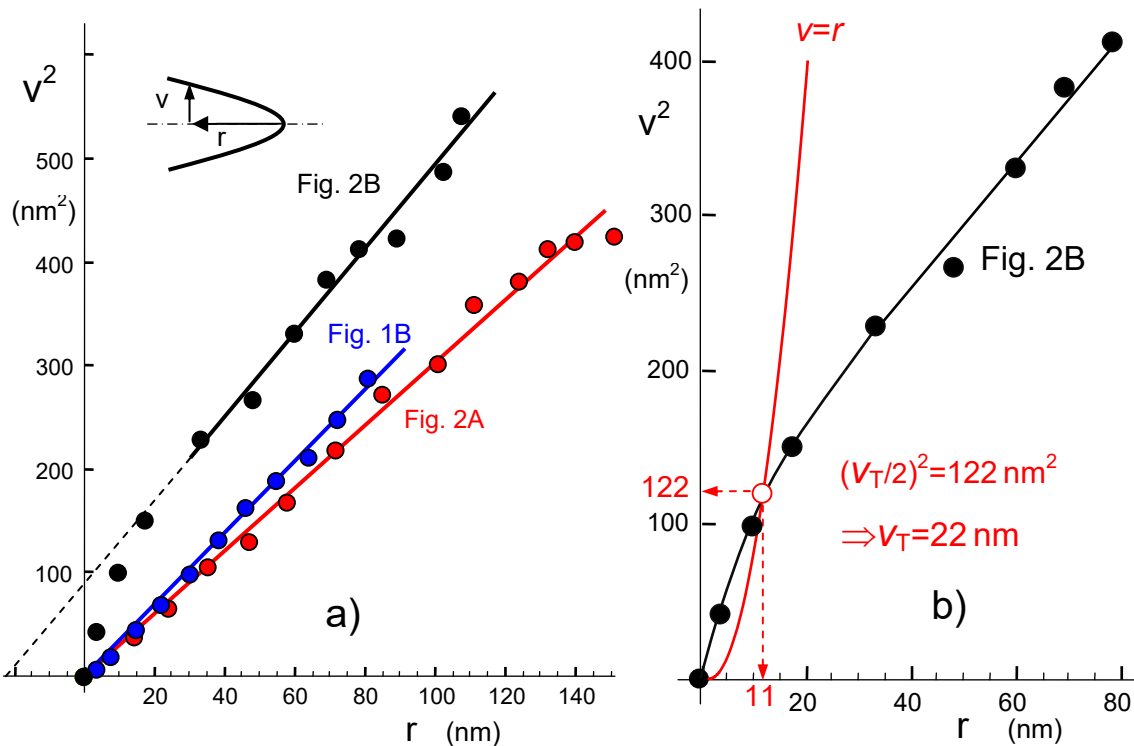 v²
(nm²)
500
400
300
200
100
v
r
Fig. 2B
Fig. 1B
Fig. 2A
a)
20 40 60 80 100 120 140
r (nm)
v=r
400
v²
300
(nm²)
200
122
100
Fig. 2B
(v_T/2)²=122 nm²
⇒v_T=22 nm
b)
11 20 40 60 80
r (nm)